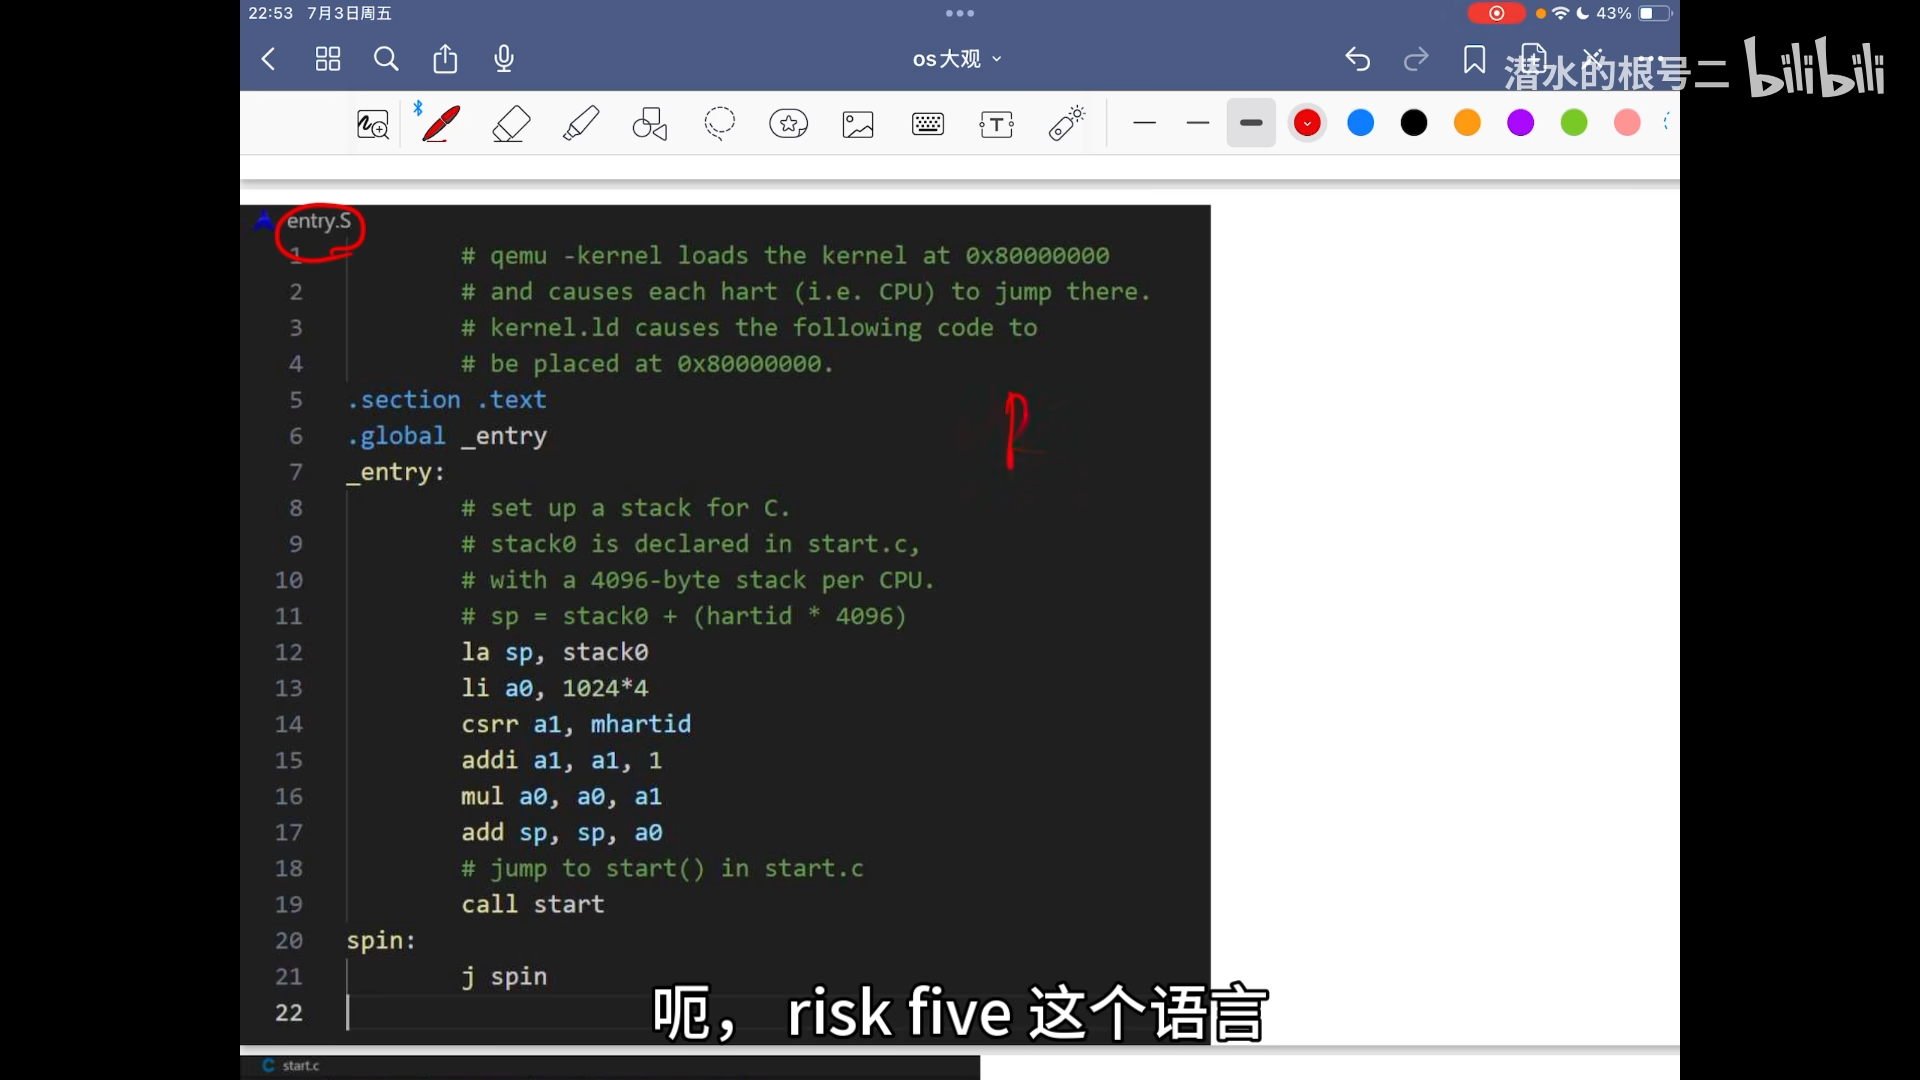 22:53 7月3日周五
43%
os大观
潜水的根号二 bilibili
T
entry.S
1 # qemu -kernel loads the kernel at 0x80000000
2 # and causes each hart (i.e. CPU) to jump there.
3 # kernel.ld causes the following code to
4 # be placed at 0x80000000.
5 .section .text
6 .global _entry
7 _entry:
8 # set up a stack for C.
9 # stack0 is declared in start.c,
10 # with a 4096-byte stack per CPU.
11 # sp = stack0 + (hartid * 4096)
12 la sp, stack0
13 li a0, 1024*4
14 csrr a1, mhartid
15 addi a1, a1, 1
16 mul a0, a0, a1
17 add sp, sp, a0
18 # jump to start() in start.c
19 call start
20 spin:
21 j spin
22
R
呃， risk five 这个语言
C start.c